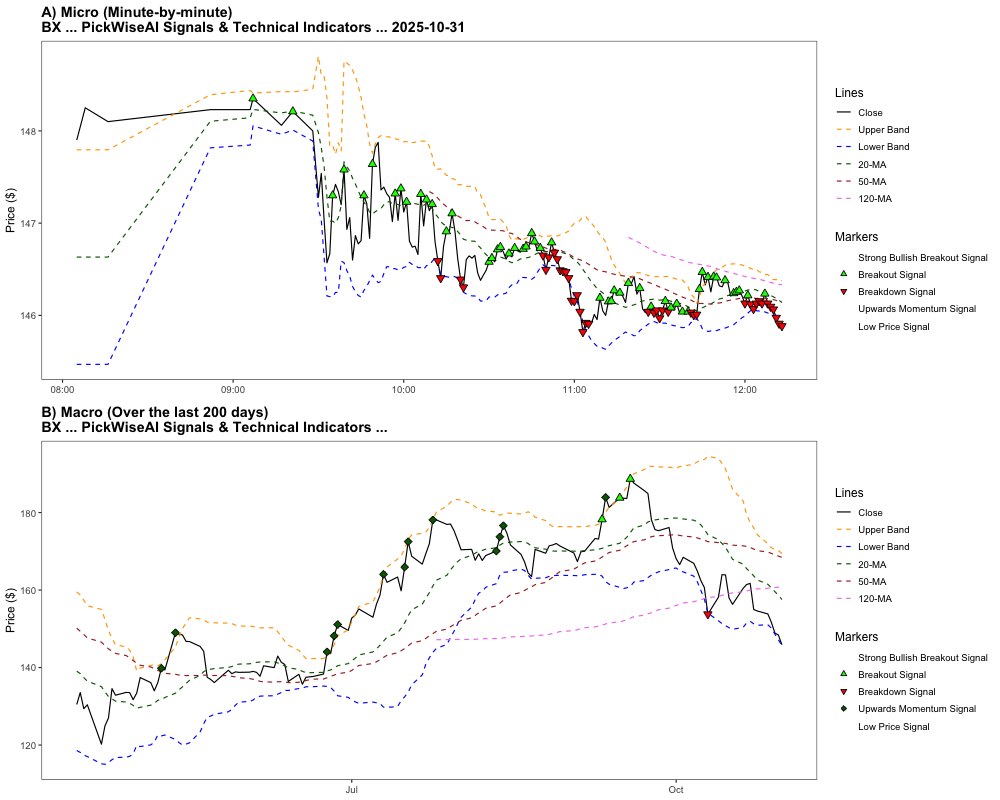 A) Micro (Minute-by-minute)
BX ... PickWiseAI Signals & Technical Indicators ... 2025-10-31
Price ($)
148
147
146
08:00
09:00
10:00
11:00
12:00
Lines
Close
Upper Band
Lower Band
20-MA
50-MA
120-MA
Markers
Strong Bullish Breakout Signal
Breakout Signal
Breakdown Signal
Upwards Momentum Signal
Low Price Signal
B) Macro (Over the last 200 days)
BX ... PickWiseAI Signals & Technical Indicators ...
Price ($)
180
160
140
120
Jul
Oct
Lines
Close
Upper Band
Lower Band
20-MA
50-MA
120-MA
Markers
Strong Bullish Breakout Signal
Breakout Signal
Breakdown Signal
Upwards Momentum Signal
Low Price Signal